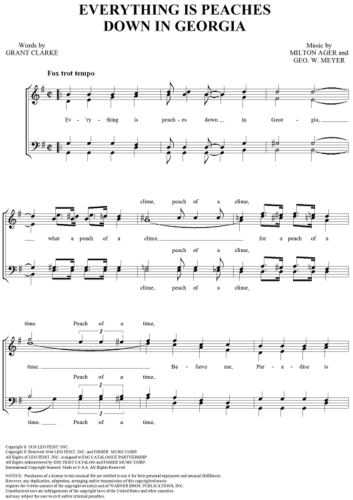 EVERYTHING IS PEACHES
DOWN IN GEORGIA
Words by
GRANT CLARKE
Music by
MILTON AGER and
GEO. W. MEYER
Fox trot tempo
Ev - 'ry - thing is peach - es down in Geor - gia,
clime, peach of a clime,
what a peach of a clime, for a peach of a
peach of a clime,
clime, peach of a clime,
time. Peach of a time,
time. Be - lieve me, Par - a - dise is
3 3
time. Peach of a time,
Copyright © 1918 LEO FEIST, INC.
Copyright © Renewed 1946 LEO FEIST, INC. and FISHER MUSIC CORP.
All Rights of LEO FEIST, INC. Assigned to EMI CATALOGUE PARTNERSHIP
All Rights Administered by EMI FEIST CATALOG and FISHER MUSIC CORP.
International Copyright Secured. Made in U.S.A. All Rights Reserved.
NOTICE: Purchasers of a license to this musical file are entitled to use it for their personal enjoyment and musical fulfillment.
However, any duplication, adaptation, arranging and/or transmission of this copyrighted music
requires the written consent of the copyright owner(s) and of WARNER BROS. PUBLICATIONS, INC.
Unauthorized uses are infringements of the copyright laws of the United States and other countries
and may subject the user to civil and/or criminal penalties.